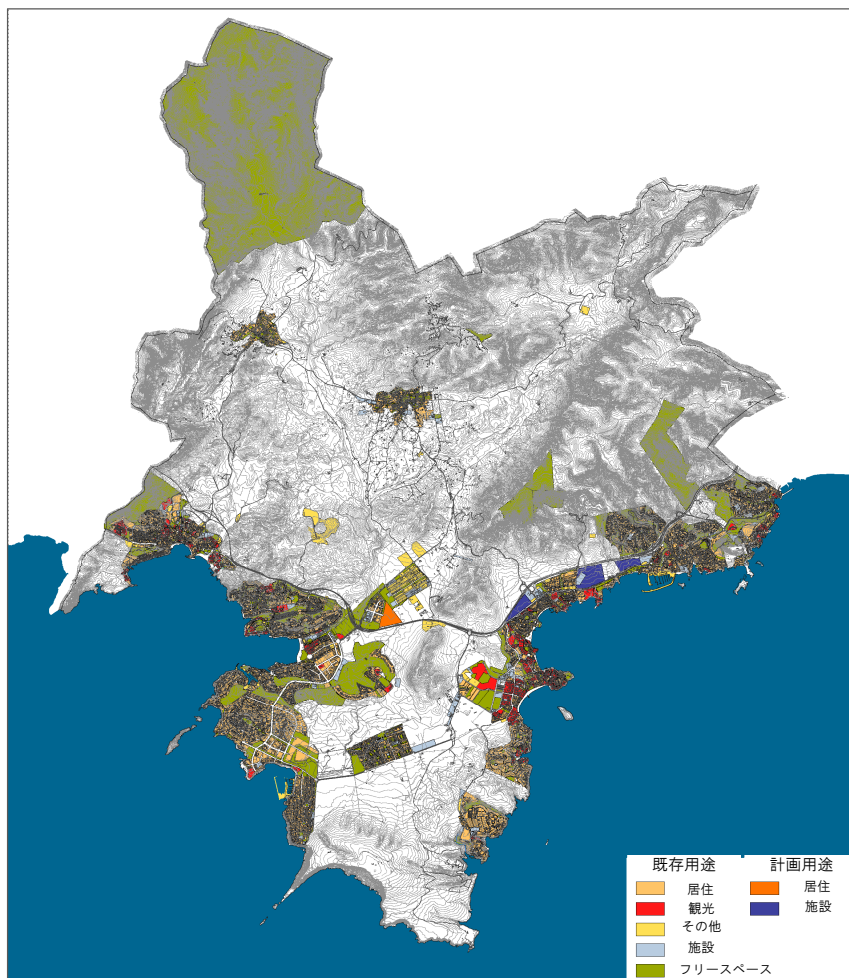 既存用途
居住
観光
その他
施設
フリースペース
計画用途
居住
施設